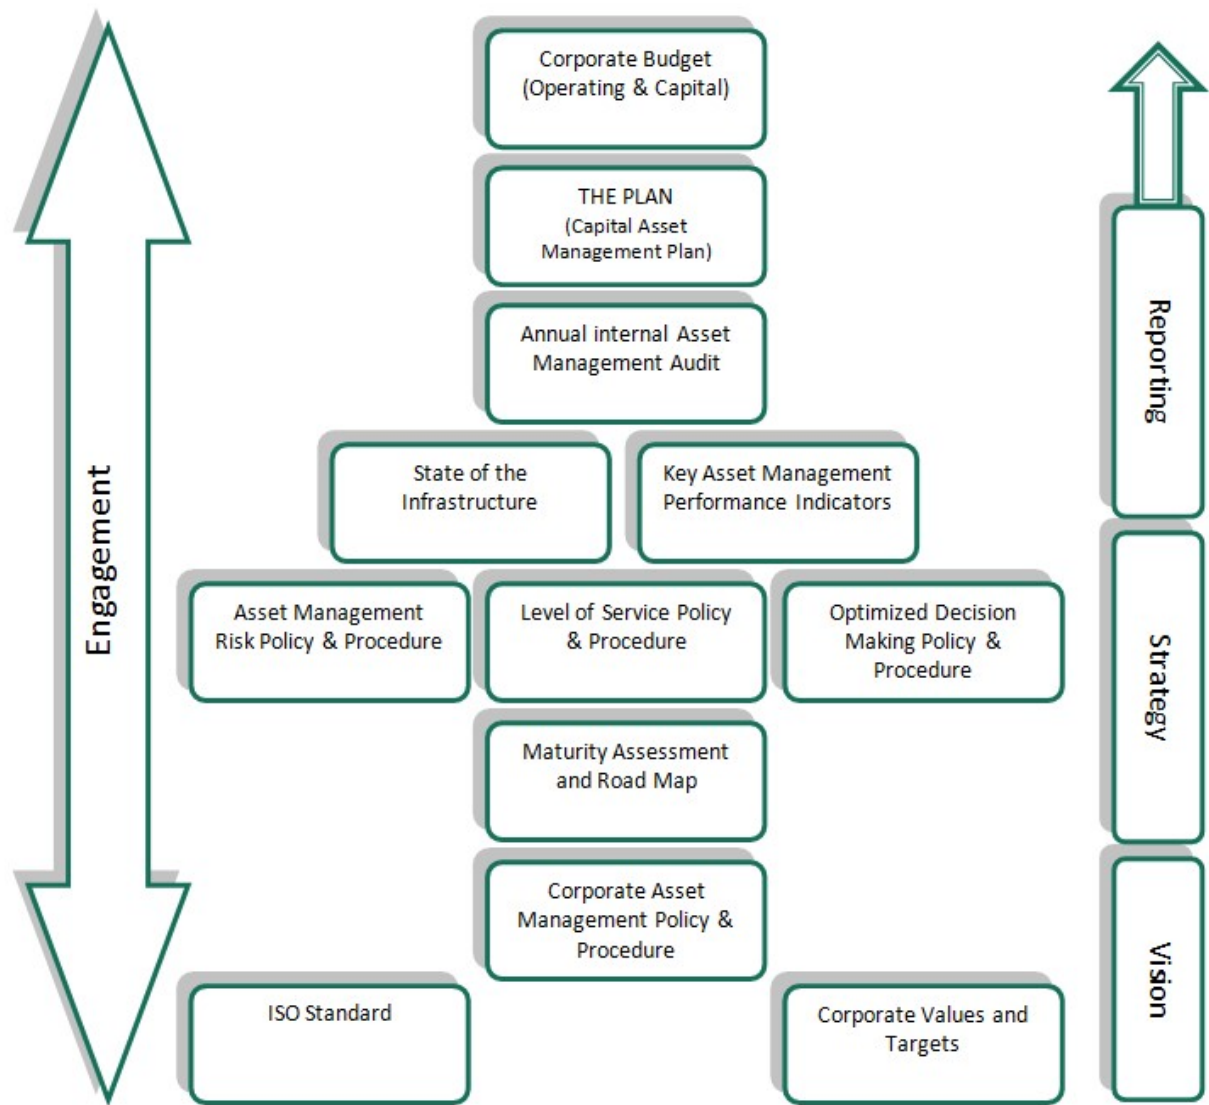 Corporate Budget
(Operating & Capital)
THE PLAN
(Capital Asset
Management Plan)
Annual internal Asset
Management Audit
State of the
Infrastructure
Key Asset Management
Performance Indicators
Asset Management
Risk Policy & Procedure
Level of Service Policy
& Procedure
Optimized Decision
Making Policy &
Procedure
Maturity Assessment
and Road Map
Corporate Asset
Management Policy &
Procedure
ISO Standard
Corporate Values and
Targets
Engagement
Reporting
Strategy
Vision